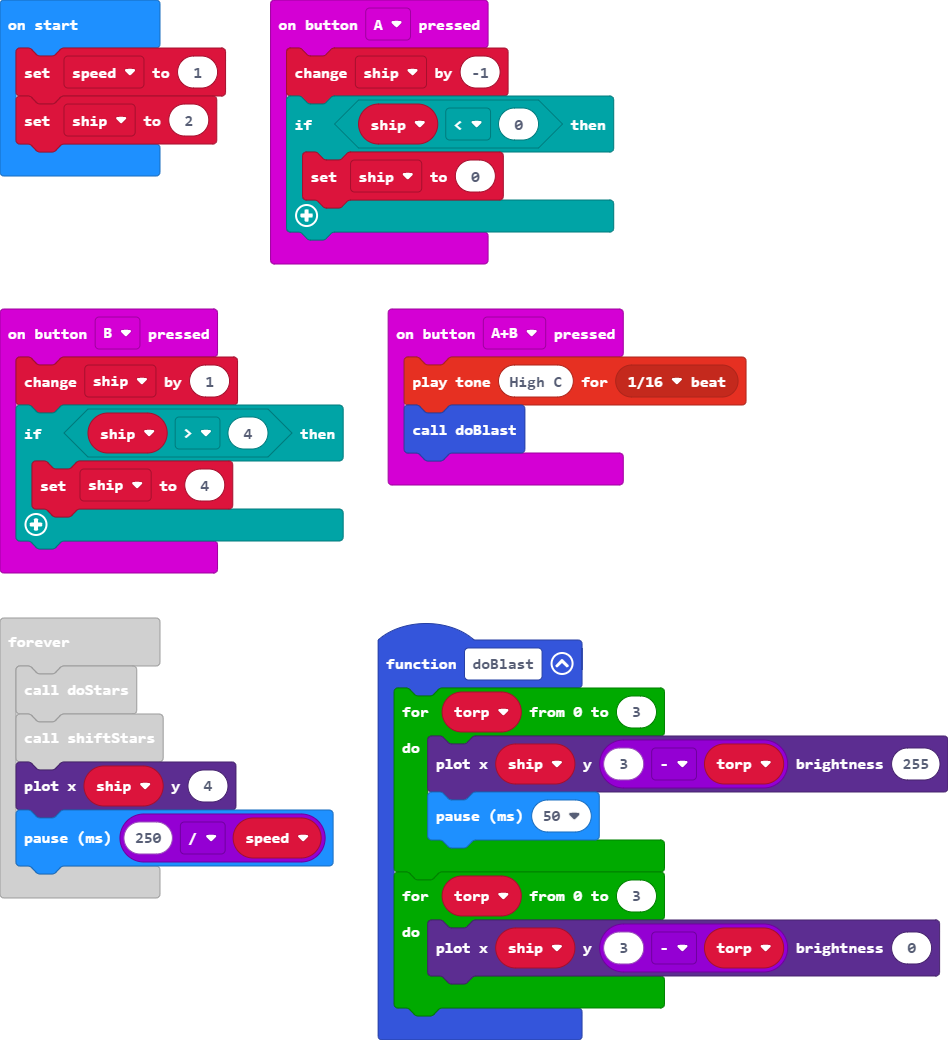 on start
set speed to 1
set ship to 2
on button A pressed
change ship by -1
if ship < 0 then
set ship to 0
on button B pressed
change ship by 1
if ship > 4 then
set ship to 4
on button A+B pressed
play tone High C for 1/16 beat
call doBlast
forever
call doStars
call shiftStars
plot x ship y 4
pause (ms) 250 / speed
function doBlast
for torp from 0 to 3
do
plot x ship y 3 - torp brightness 255
pause (ms) 50
for torp from 0 to 3
do
plot x ship y 3 - torp brightness 0